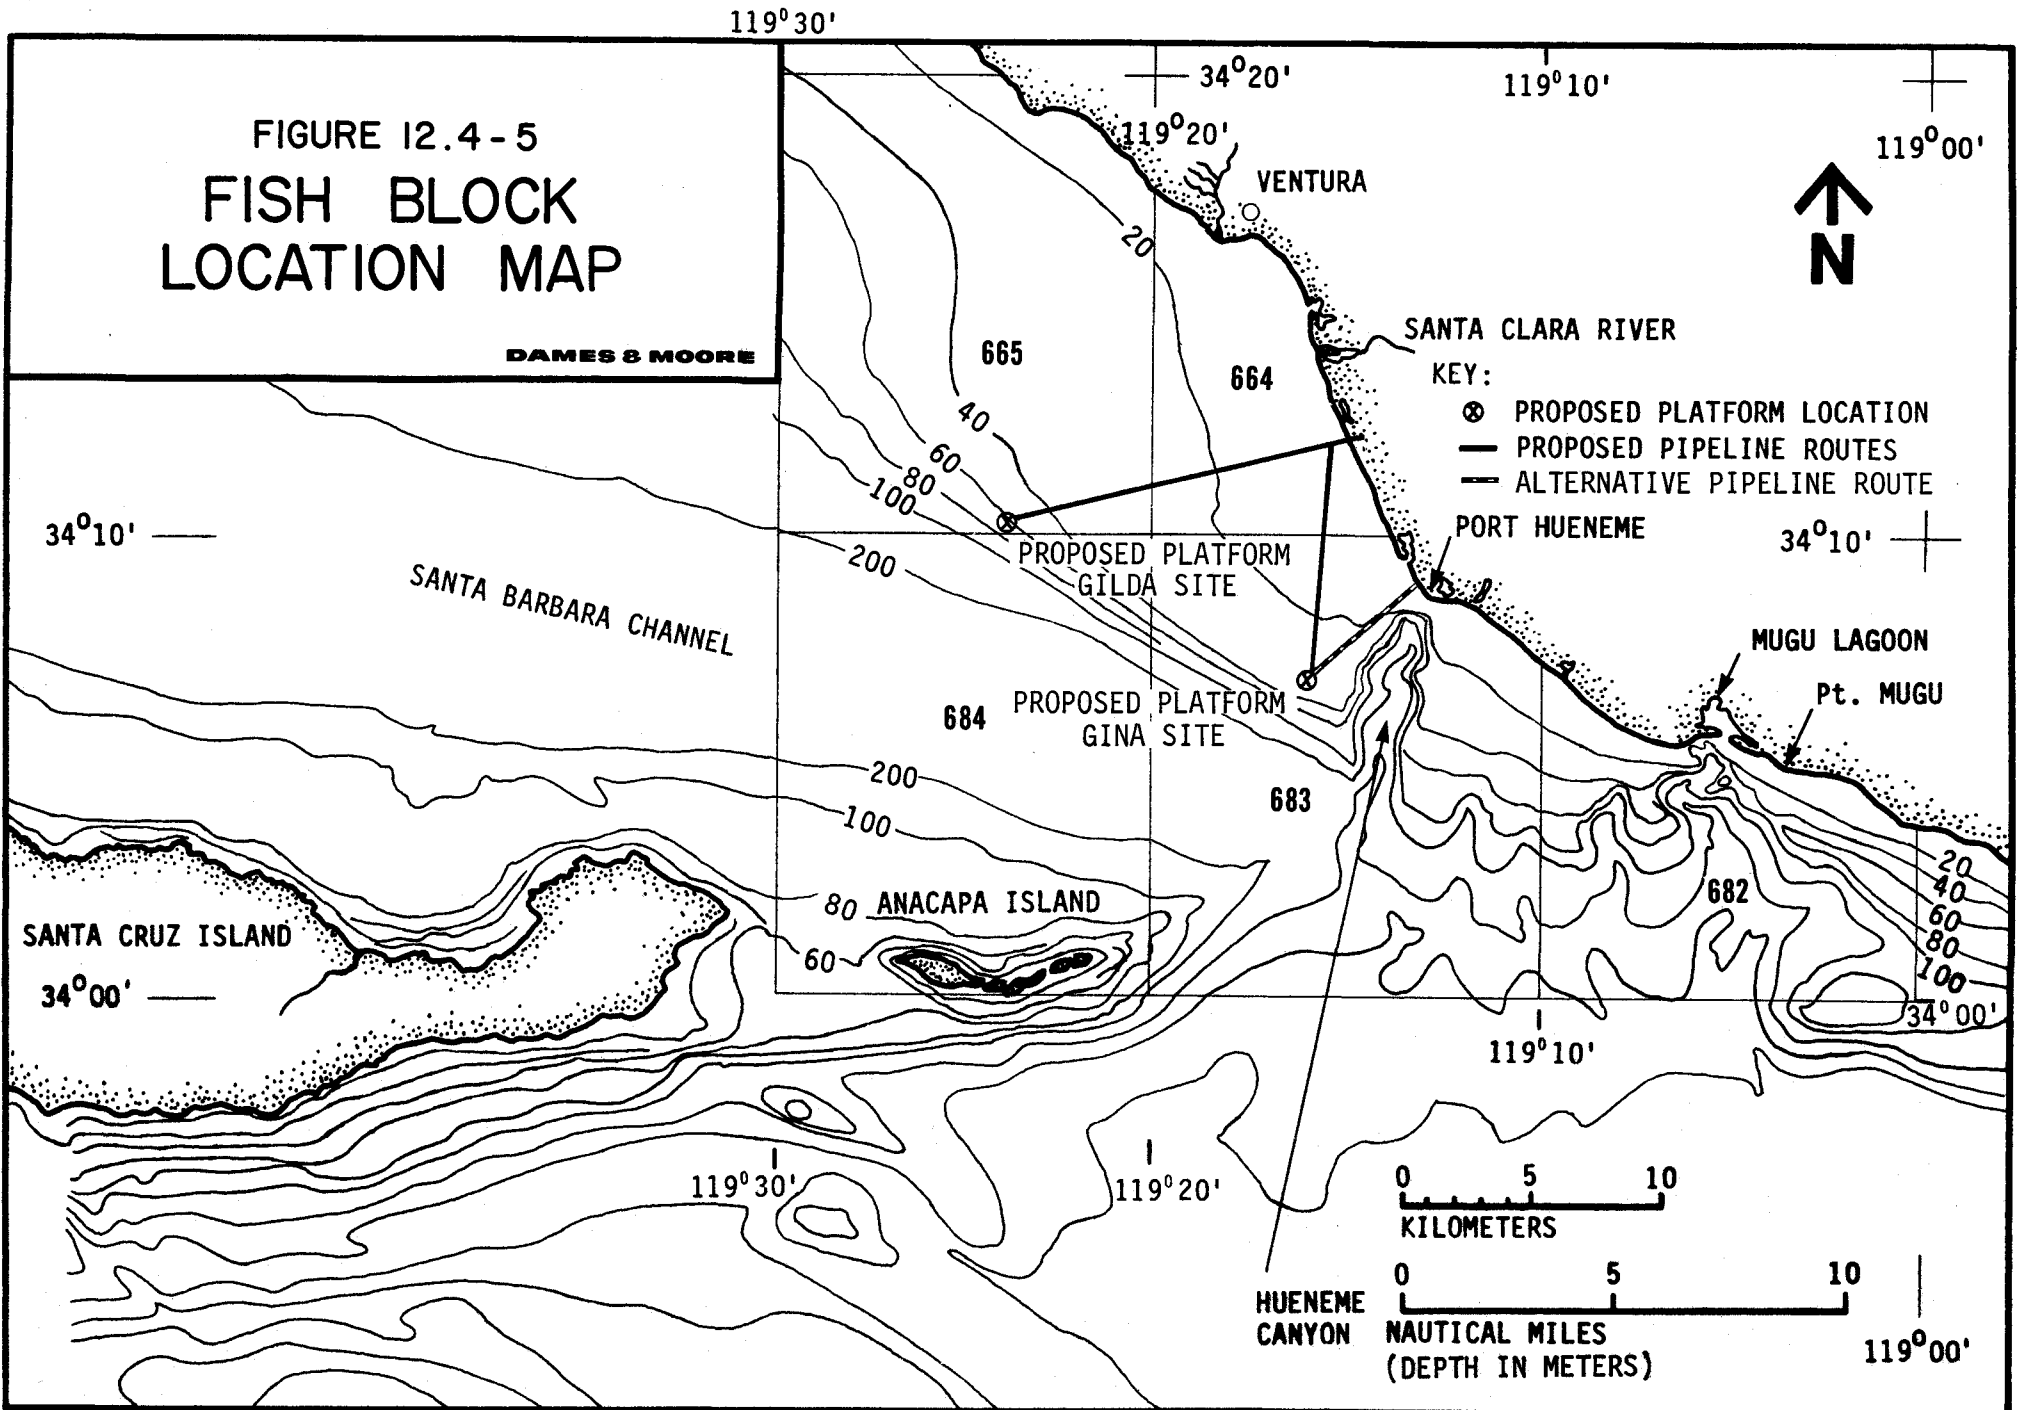 119°30'
FIGURE 12.4-5
FISH BLOCK
LOCATION MAP
DAMES & MOORE
34°20'
119°10'
119°20'
119°00'
VENTURA
N
20
665
664
SANTA CLARA RIVER
KEY:
PROPOSED PLATFORM LOCATION
PROPOSED PIPELINE ROUTES
ALTERNATIVE PIPELINE ROUTE
40
60
80
100
34°10'
PORT HUENEME
34°10'
200
PROPOSED PLATFORM
GILDA SITE
SANTA BARBARA CHANNEL
MUGU LAGOON
Pt. MUGU
684
PROPOSED PLATFORM
GINA SITE
200
683
100
682
80
ANACAPA ISLAND
SANTA CRUZ ISLAND
60
20
40
60
80
100
34°00'
34°00'
119°10'
119°30'
119°20'
0 5 10
KILOMETERS
0 5 10
HUENEME
CANYON
NAUTICAL MILES
(DEPTH IN METERS)
119°00'